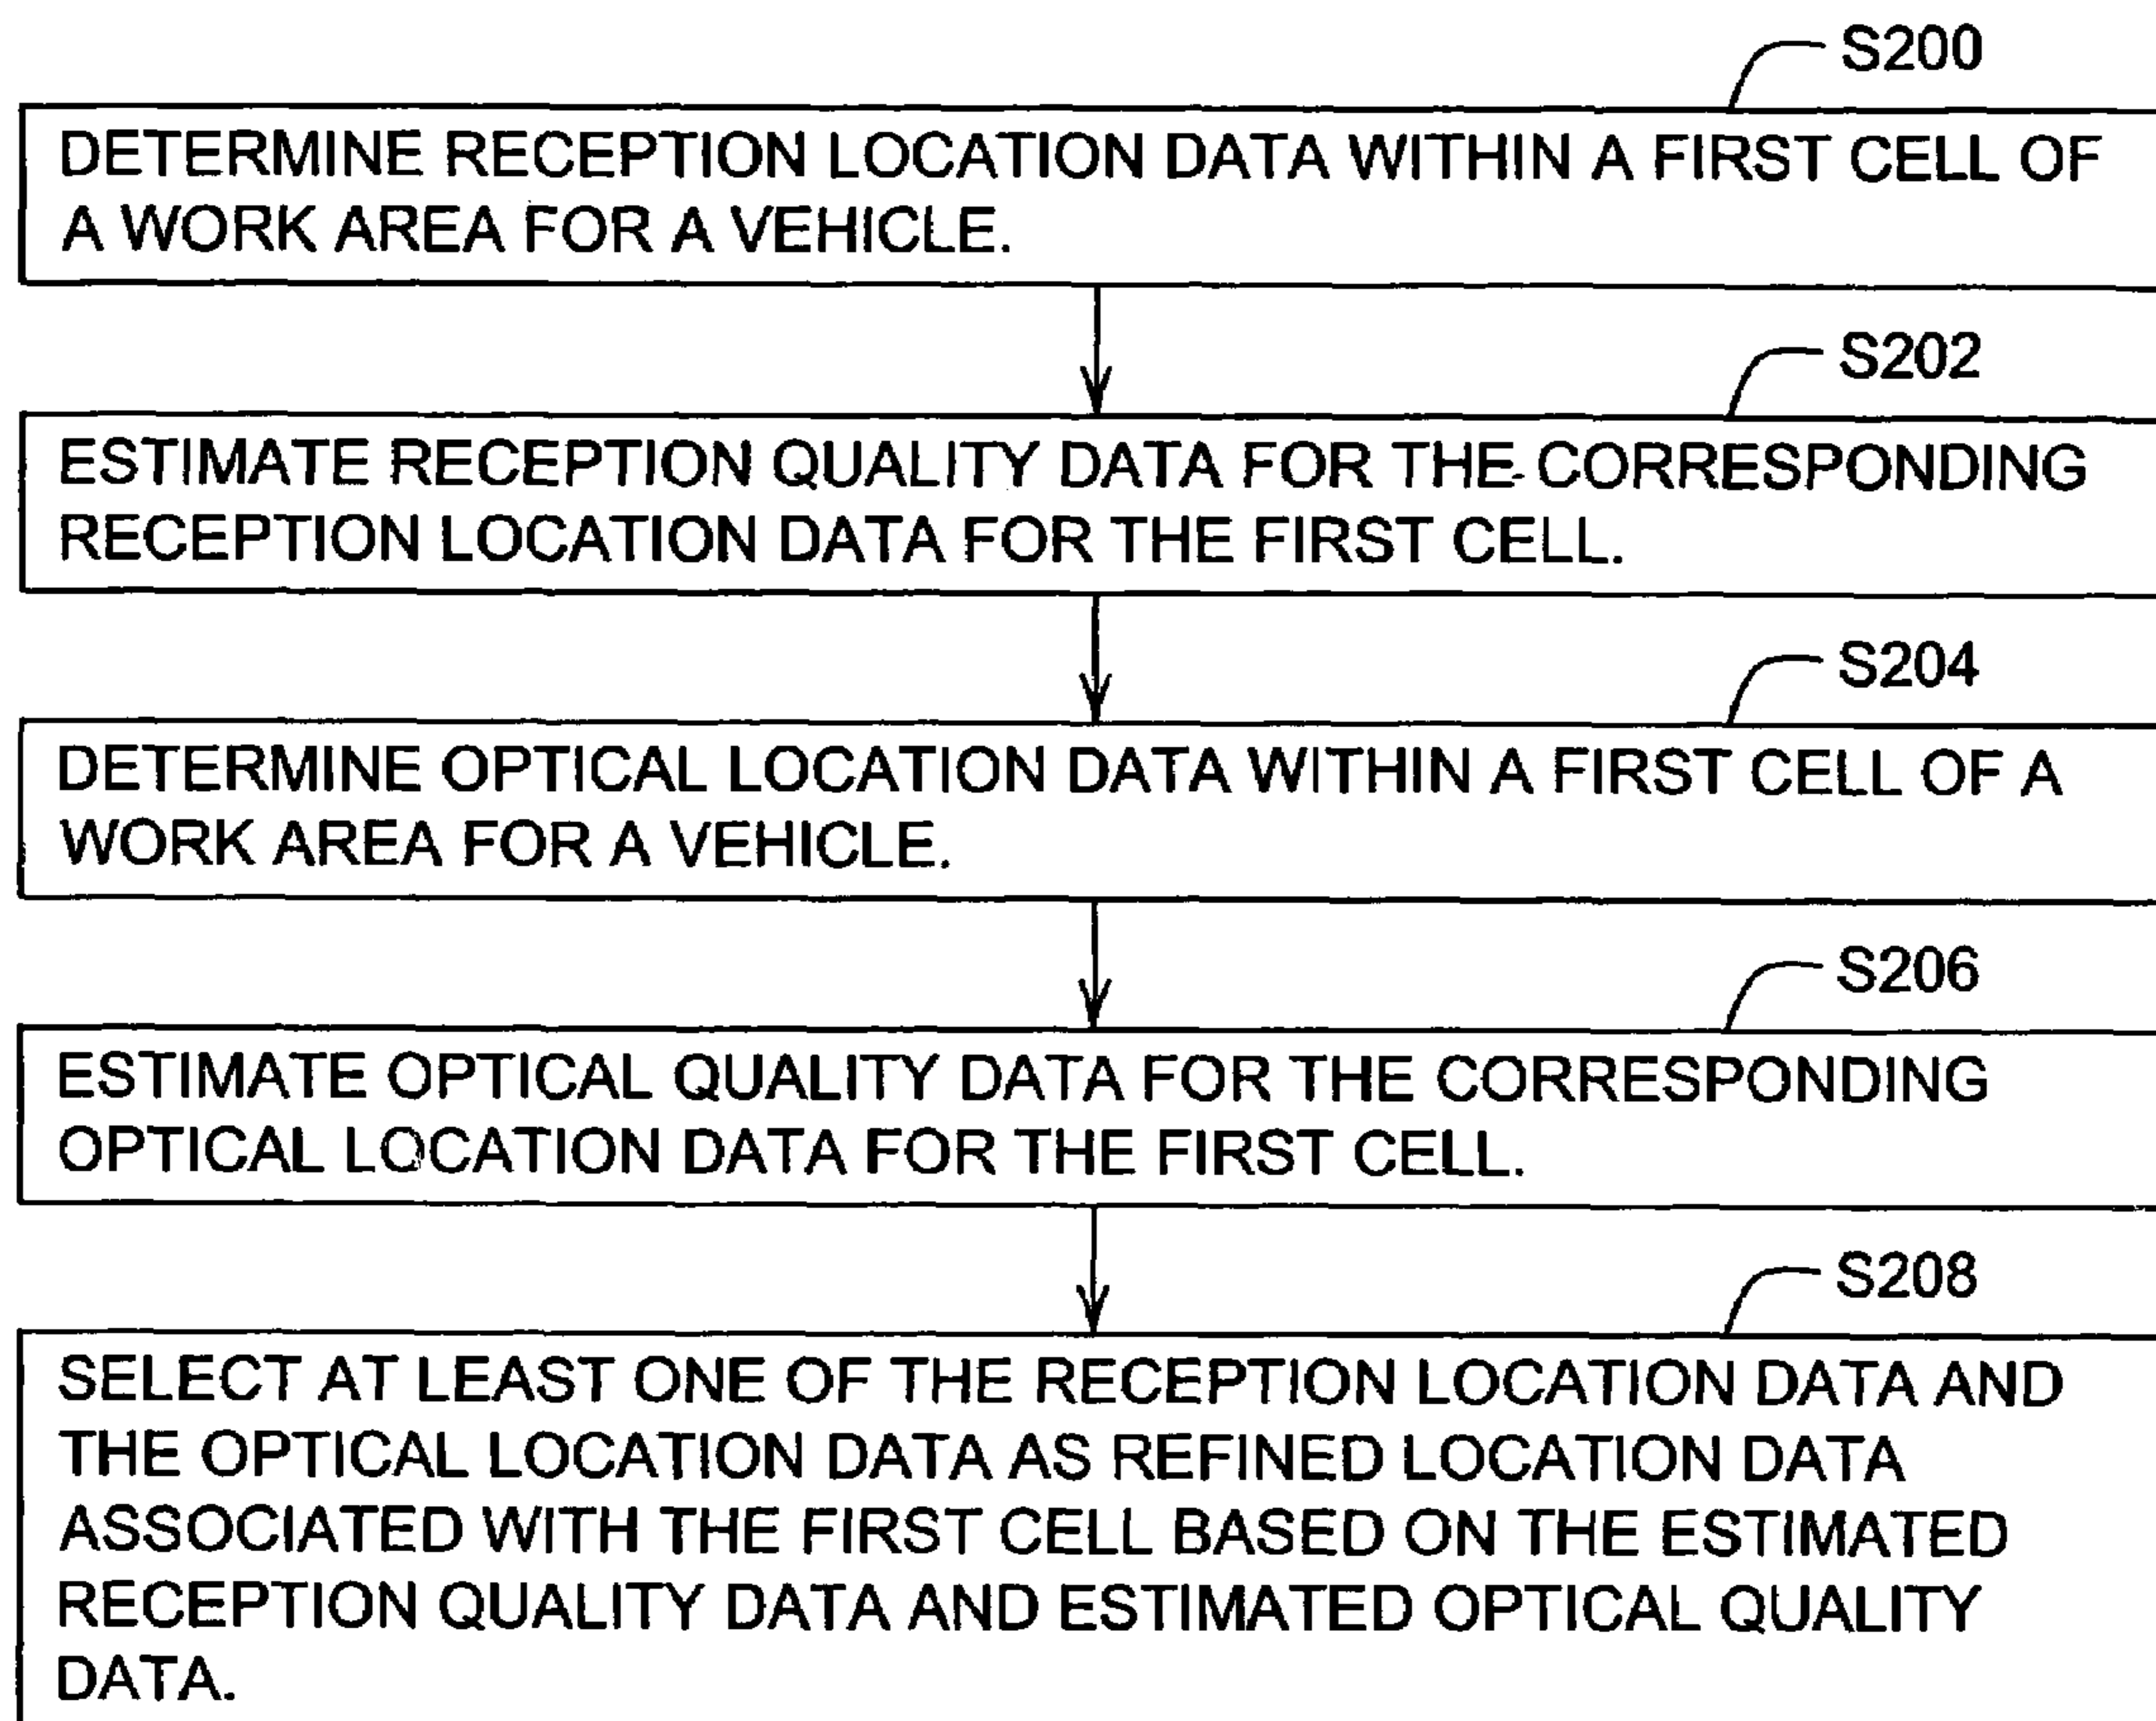 S200
DETERMINE RECEPTION LOCATION DATA WITHIN A FIRST CELL OF
A WORK AREA FOR A VEHICLE.
S202
ESTIMATE RECEPTION QUALITY DATA FOR THE CORRESPONDING
RECEPTION LOCATION DATA FOR THE FIRST CELL.
S204
DETERMINE OPTICAL LOCATION DATA WITHIN A FIRST CELL OF A
WORK AREA FOR A VEHICLE.
S206
ESTIMATE OPTICAL QUALITY DATA FOR THE CORRESPONDING
OPTICAL LOCATION DATA FOR THE FIRST CELL.
S208
SELECT AT LEAST ONE OF THE RECEPTION LOCATION DATA AND
THE OPTICAL LOCATION DATA AS REFINED LOCATION DATA
ASSOCIATED WITH THE FIRST CELL BASED ON THE ESTIMATED
RECEPTION QUALITY DATA AND ESTIMATED OPTICAL QUALITY
DATA.